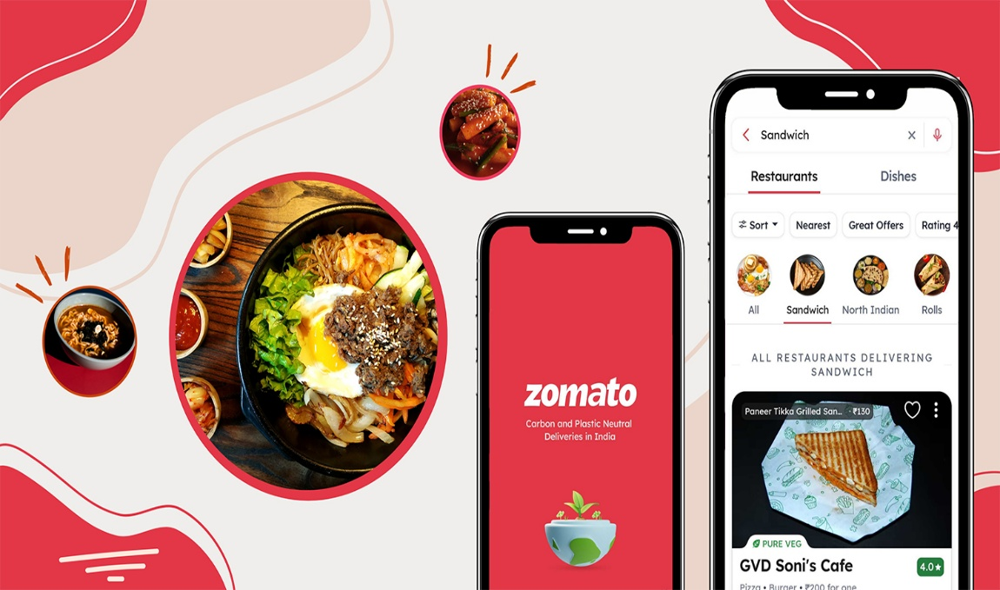 zomato
Carbon and Plastic Neutral
Deliveries in India
Sandwich
Restaurants Dishes
Sort Nearest Great Offers Rating 4
All Sandwich North Indian Rolls
ALL RESTAURANTS DELIVERING
SANDWICH
Paneer Tikka Grilled San... · ₹130
PURE VEG
GVD Soni's Cafe 4.0★
Pizza • Burger • ₹200 for one